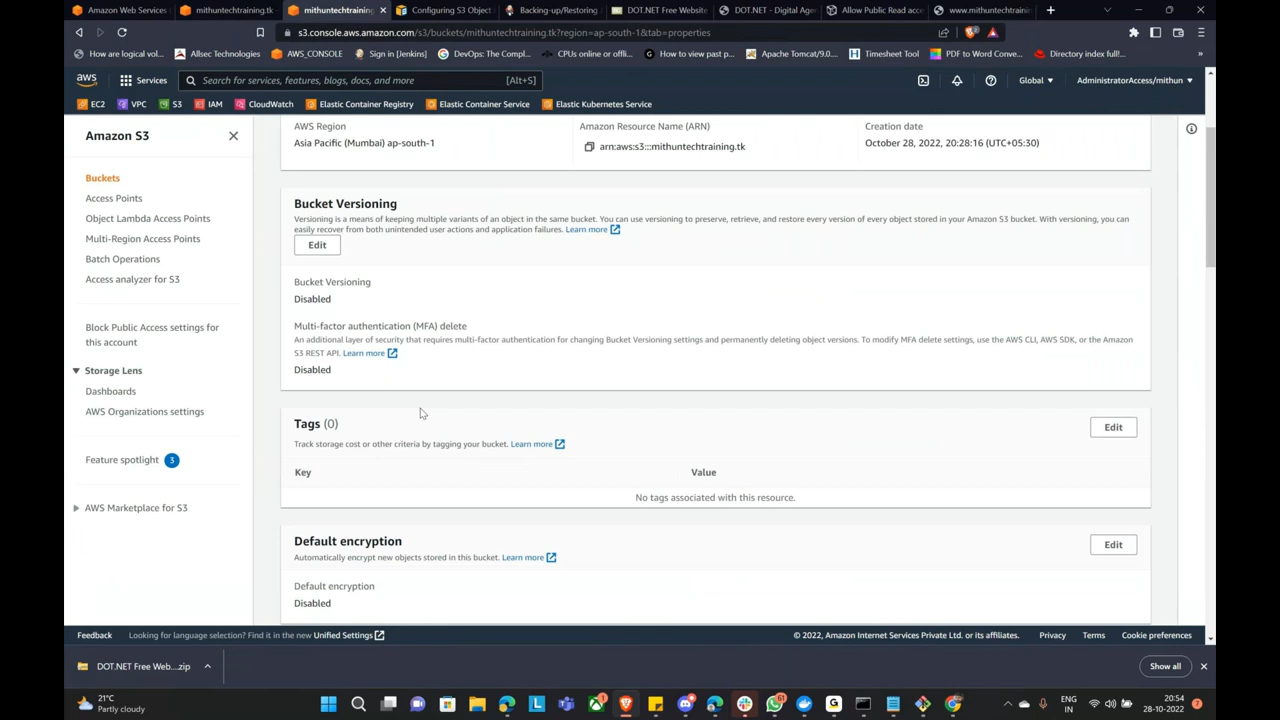 Amazon Web Services
mithuntechtraining.tk
mithuntechtraining
Configuring S3 Object
Backing-up/Restoring
DOT.NET Free Website
DOT.NET - Digital Agen
Allow Public Read acce
www.mithuntechtrainin
s3.console.aws.amazon.com/s3/buckets/mithuntechtraining.tk?region=ap-south-1&tab=properties
How are logical vol...
Allsec Technologies
AWS_CONSOLE
Sign in [Jenkins]
DevOps: The Compl...
CPUs online or offlin...
How to view past p...
Apache Tomcat/9.0....
Timesheet Tool
PDF to Word Conve...
Directory index full!...
aws
Services
Search for services, features, blogs, docs, and more
[Alt+S]
Global
AdministratorAccess/mithun
EC2
VPC
S3
IAM
CloudWatch
Elastic Container Registry
Elastic Container Service
Elastic Kubernetes Service
Amazon S3
Buckets
Access Points
Object Lambda Access Points
Multi-Region Access Points
Batch Operations
Access analyzer for S3
Block Public Access settings for
this account
Storage Lens
Dashboards
AWS Organizations settings
Feature spotlight 3
AWS Marketplace for S3
AWS Region
Asia Pacific (Mumbai) ap-south-1
Amazon Resource Name (ARN)
arn:aws:s3:::mithuntechtraining.tk
Creation date
October 28, 2022, 20:28:16 (UTC+05:30)
Bucket Versioning
Versioning is a means of keeping multiple variants of an object in the same bucket. You can use versioning to preserve, retrieve, and restore every version of every object stored in your Amazon S3 bucket. With versioning, you can
easily recover from both unintended user actions and application failures. Learn more
Edit
Bucket Versioning
Disabled
Multi-factor authentication (MFA) delete
An additional layer of security that requires multi-factor authentication for changing Bucket Versioning settings and permanently deleting object versions. To modify MFA delete settings, use the AWS CLI, AWS SDK, or the Amazon
S3 REST API. Learn more
Disabled
Tags (0)
Edit
Track storage cost or other criteria by tagging your bucket. Learn more
Key
Value
No tags associated with this resource.
Default encryption
Edit
Automatically encrypt new objects stored in this bucket. Learn more
Default encryption
Disabled
Feedback
Looking for language selection? Find it in the new Unified Settings
© 2022, Amazon Internet Services Private Ltd. or its affiliates.
Privacy
Terms
Cookie preferences
DOT.NET Free Web....zip
Show all
21°C
Partly cloudy
ENG
IN
20:54
28-10-2022